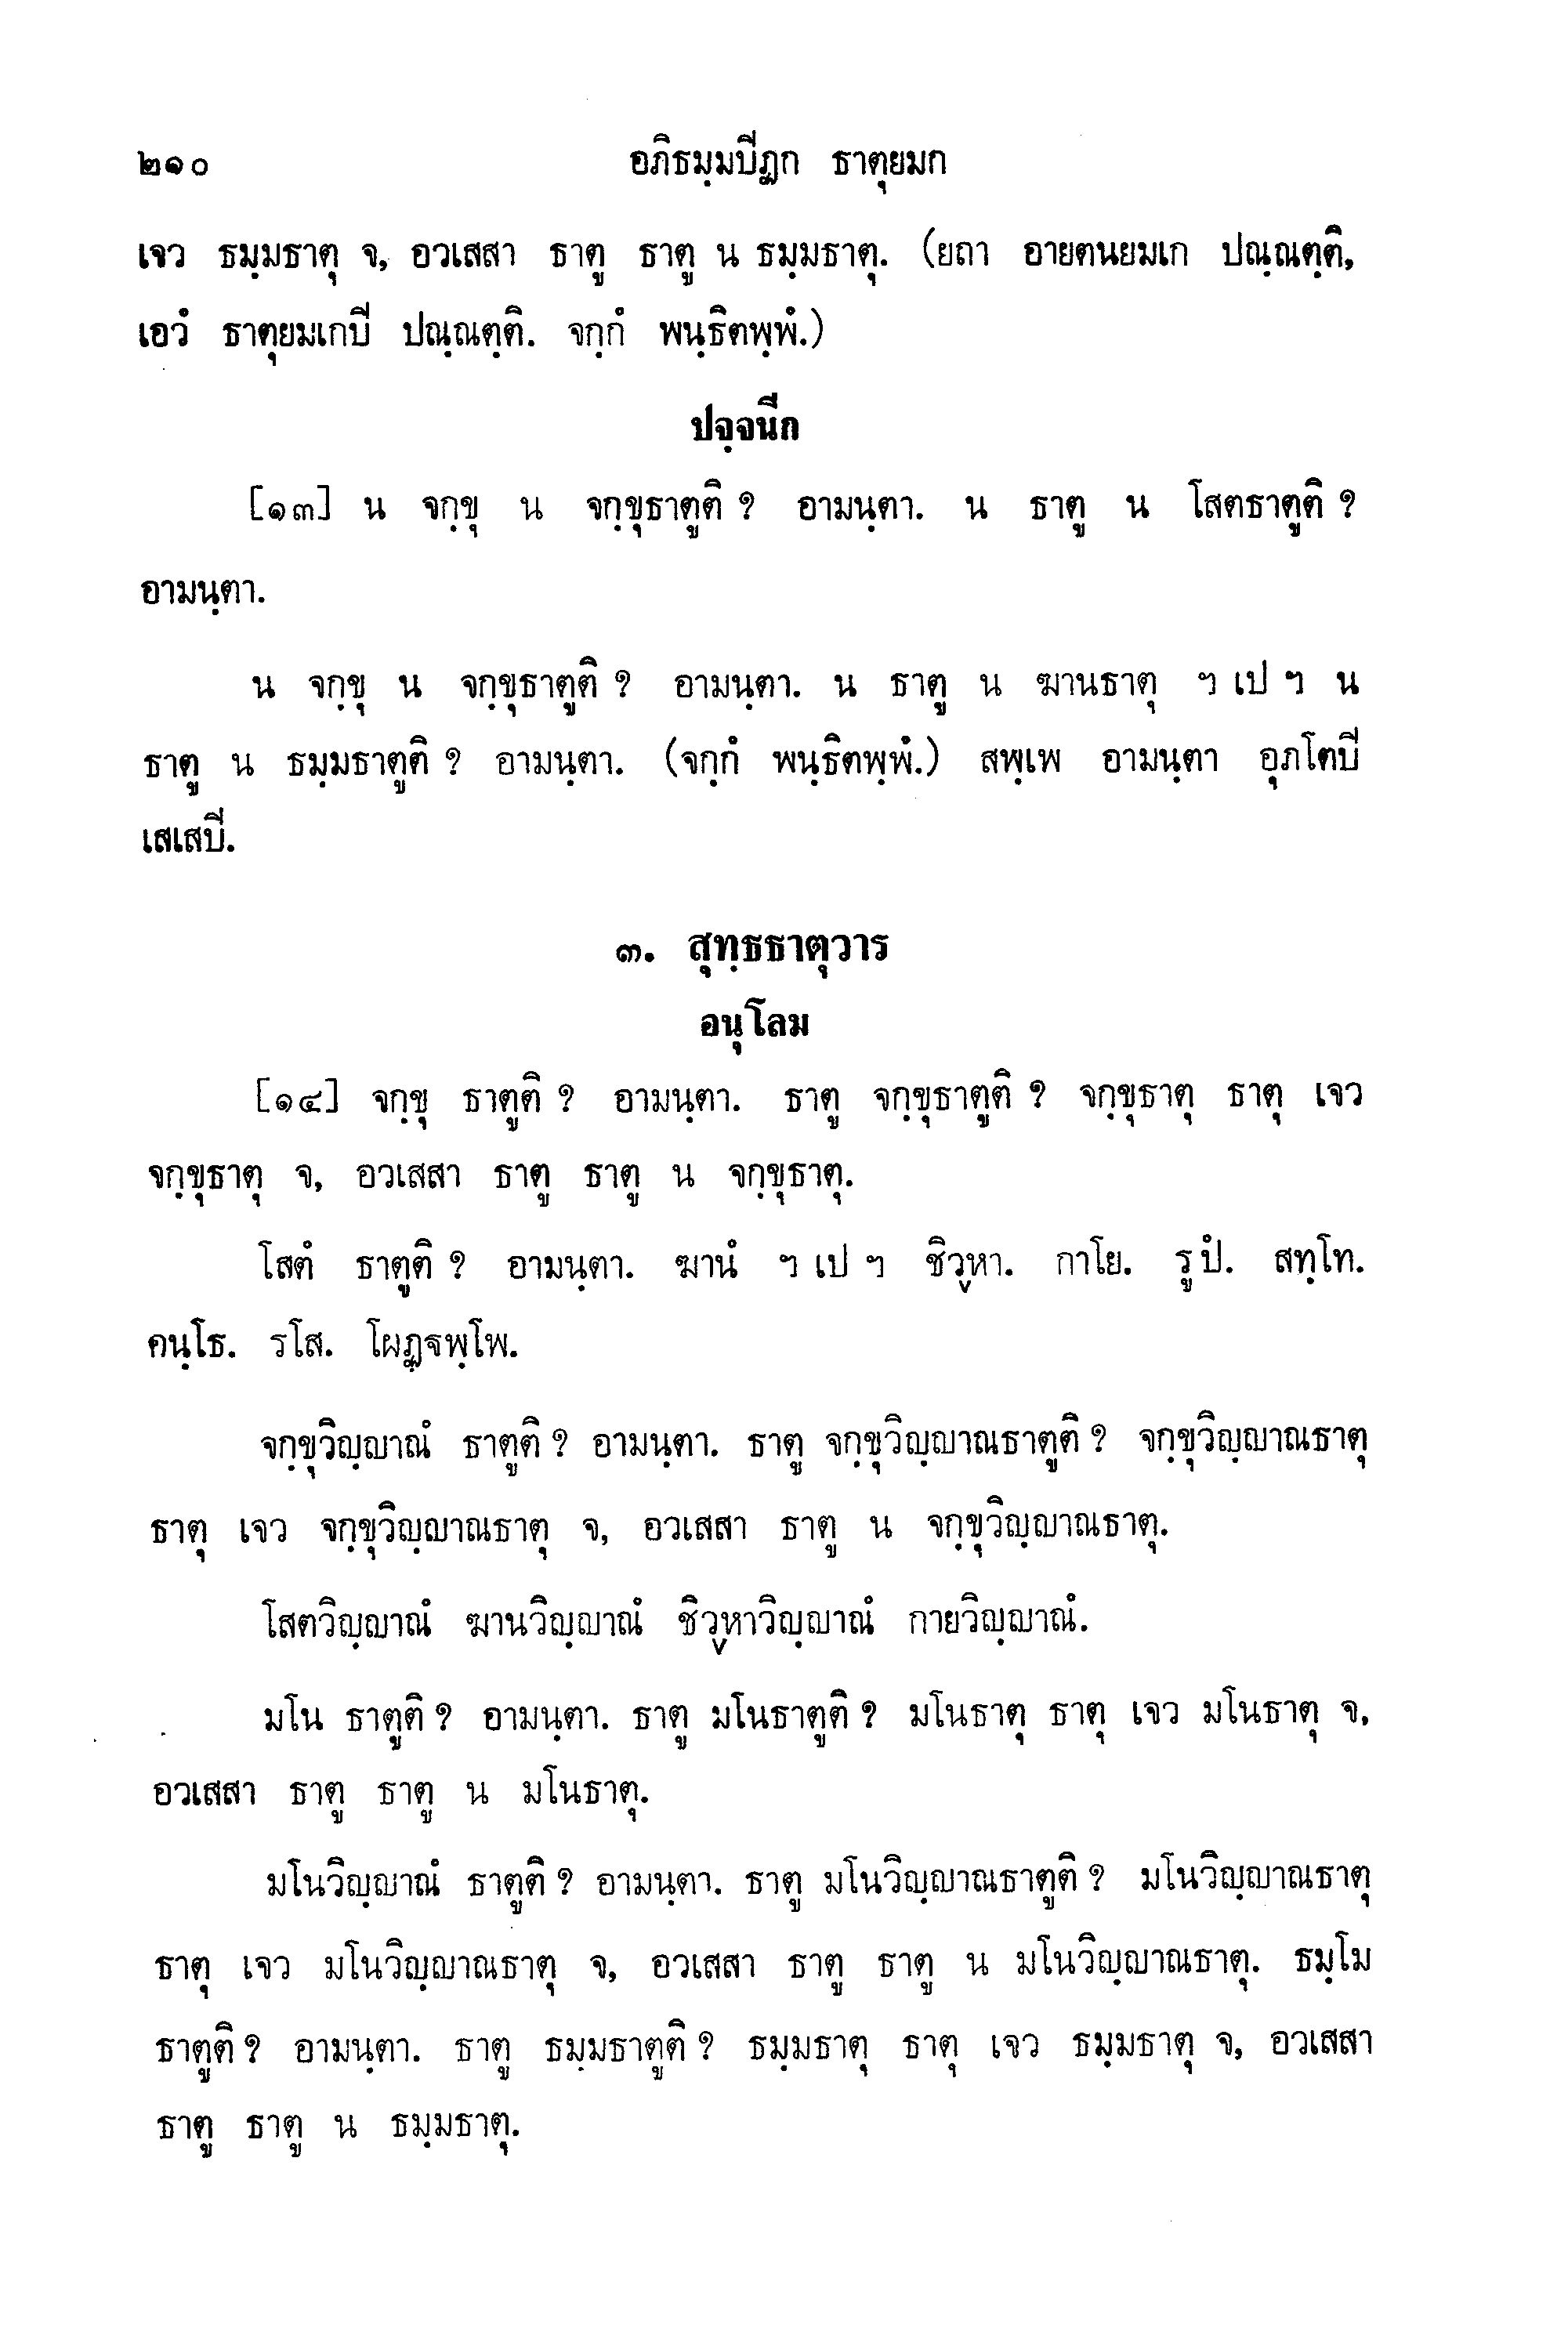 ๒๑๐ อภิธมฺมปิฏก ธาตุยมก
เจว ธมฺมธาตุ จ, อวเสสา ธาตู ธาตู น ธมฺมธาตุ. (ยถา อายตนยมเก ปณฺณตฺติ,
เอวํ ธาตุยมเกปิ ปณฺณตฺติ. จกฺกํ พนฺธิตพฺพํ.)
ปจฺจนีก
[๑๓] น จกฺขุ น จกฺขุธาตูติ ? อามนฺตา. น ธาตู น โสตธาตูติ ?
อามนฺตา.
น จกฺขุ น จกฺขุธาตูติ ? อามนฺตา. น ธาตู น ฆานธาตุ ฯ เป ฯ น
ธาตู น ธมฺมธาตูติ ? อามนฺตา. (จกฺกํ พนฺธิตพฺพํ.) สพฺเพ อามนฺตา อุภโตปิ
เสเสปิ.
๓. สุทฺธธาตุวาร
อนุโลม
[๑๔] จกฺขุ ธาตูติ ? อามนฺตา. ธาตู จกฺขุธาตูติ ? จกฺขุธาตุ ธาตุ เจว
จกฺขุธาตุ จ, อวเสสา ธาตู ธาตู น จกฺขุธาตุ.
โสตํ ธาตูติ ? อามนฺตา. ฆานํ ฯ เป ฯ ชิวฺหา. กาโย. รูปํ. สทฺโท.
คนฺโธ. รโส. โผฏฺฐพฺโพ.
จกฺขุวิญฺญาณํ ธาตูติ ? อามนฺตา. ธาตู จกฺขุวิญฺญาณธาตูติ ? จกฺขุวิญฺญาณธาตุ
ธาตุ เจว จกฺขุวิญฺญาณธาตุ จ, อวเสสา ธาตู น จกฺขุวิญฺญาณธาตุ.
โสตวิญฺญาณํ ฆานวิญฺญาณํ ชิวฺหาวิญฺญาณํ กายวิญฺญาณํ.
มโน ธาตูติ ? อามนฺตา. ธาตู มโนธาตูติ ? มโนธาตุ ธาตุ เจว มโนธาตุ จ,
อวเสสา ธาตู ธาตู น มโนธาตุ.
มโนวิญฺญาณํ ธาตูติ ? อามนฺตา. ธาตู มโนวิญฺญาณธาตูติ ? มโนวิญฺญาณธาตุ
ธาตุ เจว มโนวิญฺญาณธาตุ จ, อวเสสา ธาตู ธาตู น มโนวิญฺญาณธาตุ. ธมฺโม
ธาตูติ ? อามนฺตา. ธาตู ธมฺมธาตูติ ? ธมฺมธาตุ ธาตุ เจว ธมฺมธาตุ จ, อวเสสา
ธาตู ธาตู น ธมฺมธาตุ.